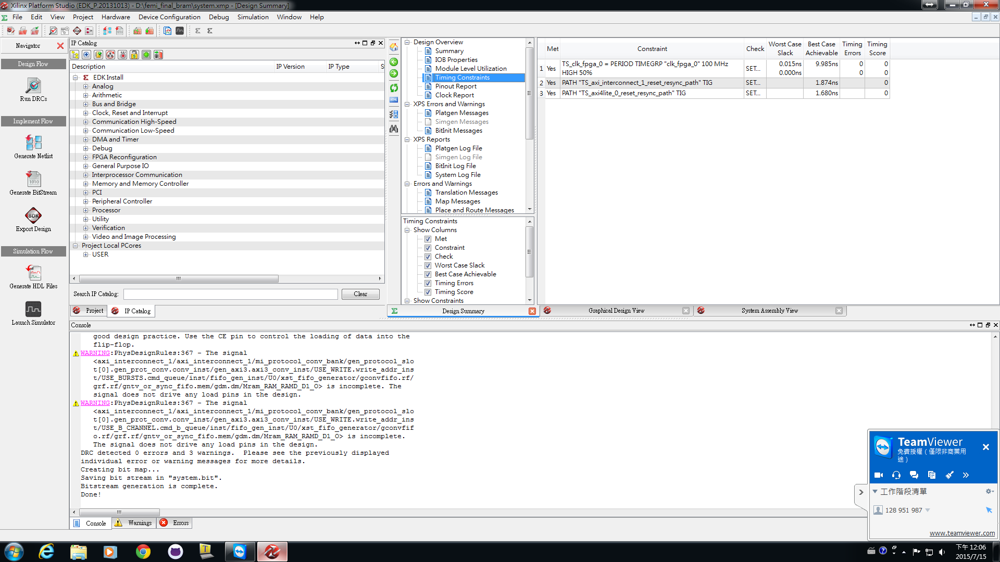 Xilinx Platform Studio (EDK_P.20131013) - D:\femi_final_bram\system.xmp - [Design Summary]
File Edit View Project Hardware Device Configuration Debug Simulation Window Help
Navigator
Design Flow
Run DRCs
Implement Flow
Generate Netlist
Generate BitStream
SDK
Export Design
Simulation Flow
Generate HDL Files
Launch Simulator
IP Catalog
Description IP Version IP Type S
EDK Install
Analog
Arithmetic
Bus and Bridge
Clock, Reset and Interrupt
Communication High-Speed
Communication Low-Speed
DMA and Timer
Debug
FPGA Reconfiguration
General Purpose IO
Interprocessor Communication
Memory and Memory Controller
PCI
Peripheral Controller
Processor
Utility
Verification
Video and Image Processing
Project Local PCores
USER
Search IP Catalog: Clear
Project IP Catalog
Design Overview
Summary
IOB Properties
Module Level Utilization
Timing Constraints
Pinout Report
Clock Report
XPS Errors and Warnings
Platgen Messages
Simgen Messages
BitInit Messages
XPS Reports
Platgen Log File
Simgen Log File
BitInit Log File
System Log File
Errors and Warnings
Translation Messages
Map Messages
Place and Route Messages
Timing Constraints
Show Columns
Met
Constraint
Check
Worst Case Slack
Best Case Achievable
Timing Errors
Timing Score
Show Constraints
Met Constraint Check Worst Case Slack Best Case Achievable Timing Errors Timing Score
1 Yes TS_clk_fpga_0 = PERIOD TIMEGRP "clk_fpga_0" 100 MHz SET... 0.015ns 9.985ns 0 0
HIGH 50% 0.000ns 0 0
2 Yes PATH "TS_axi_interconnect_1_reset_resync_path" TIG SET... 1.874ns 0
3 Yes PATH "TS_axi4lite_0_reset_resync_path" TIG SET... 1.680ns 0
Design Summary Graphical Design View System Assembly View
Console
good design practice. Use the CE pin to control the loading of data into the
flip-flop.
WARNING:PhysDesignRules:367 - The signal
<axi_interconnect_1/axi_interconnect_1/mi_protocol_conv_bank/gen_protocol_slo
t[0].gen_prot_conv.conv_inst/gen_axi3.axi3_conv_inst/USE_WRITE.write_addr_ins
t/USE_BURSTS.cmd_queue/inst/fifo_gen_inst/U0/xst_fifo_generator/gconvfifo.rf/
grf.rf/gntv_or_sync_fifo.mem/gdm.dm/Mram_RAM_RAMD_D1_O> is incomplete. The
signal does not drive any load pins in the design.
WARNING:PhysDesignRules:367 - The signal
<axi_interconnect_1/axi_interconnect_1/mi_protocol_conv_bank/gen_protocol_slo
t[0].gen_prot_conv.conv_inst/gen_axi3.axi3_conv_inst/USE_WRITE.write_addr_ins
t/USE_B_CHANNEL.cmd_b_queue/inst/fifo_gen_inst/U0/xst_fifo_generator/gconvfif
o.rf/grf.rf/gntv_or_sync_fifo.mem/gdm.dm/Mram_RAM_RAMD_D1_O> is incomplete.
The signal does not drive any load pins in the design.
DRC detected 0 errors and 3 warnings.  Please see the previously displayed
individual error or warning messages for more details.
Creating bit map...
Saving bit stream in "system.bit".
Bitstream generation is complete.
Done!
Console Warnings Errors
TeamViewer
免費授權（僅限非商業用
途）
工作階段清單
128 951 987
www.teamviewer.com
下午 12:06
2015/7/15